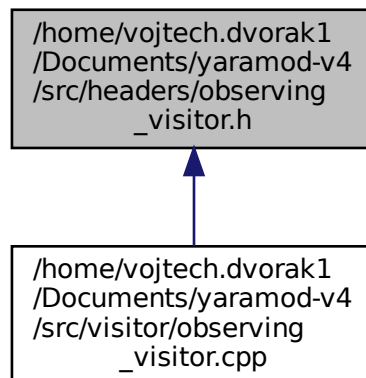 /home/vojtech.dvorak1
/Documents/yaramod-v4
/src/headers/observing
_visitor.h
/home/vojtech.dvorak1
/Documents/yaramod-v4
/src/visitor/observing
_visitor.cpp